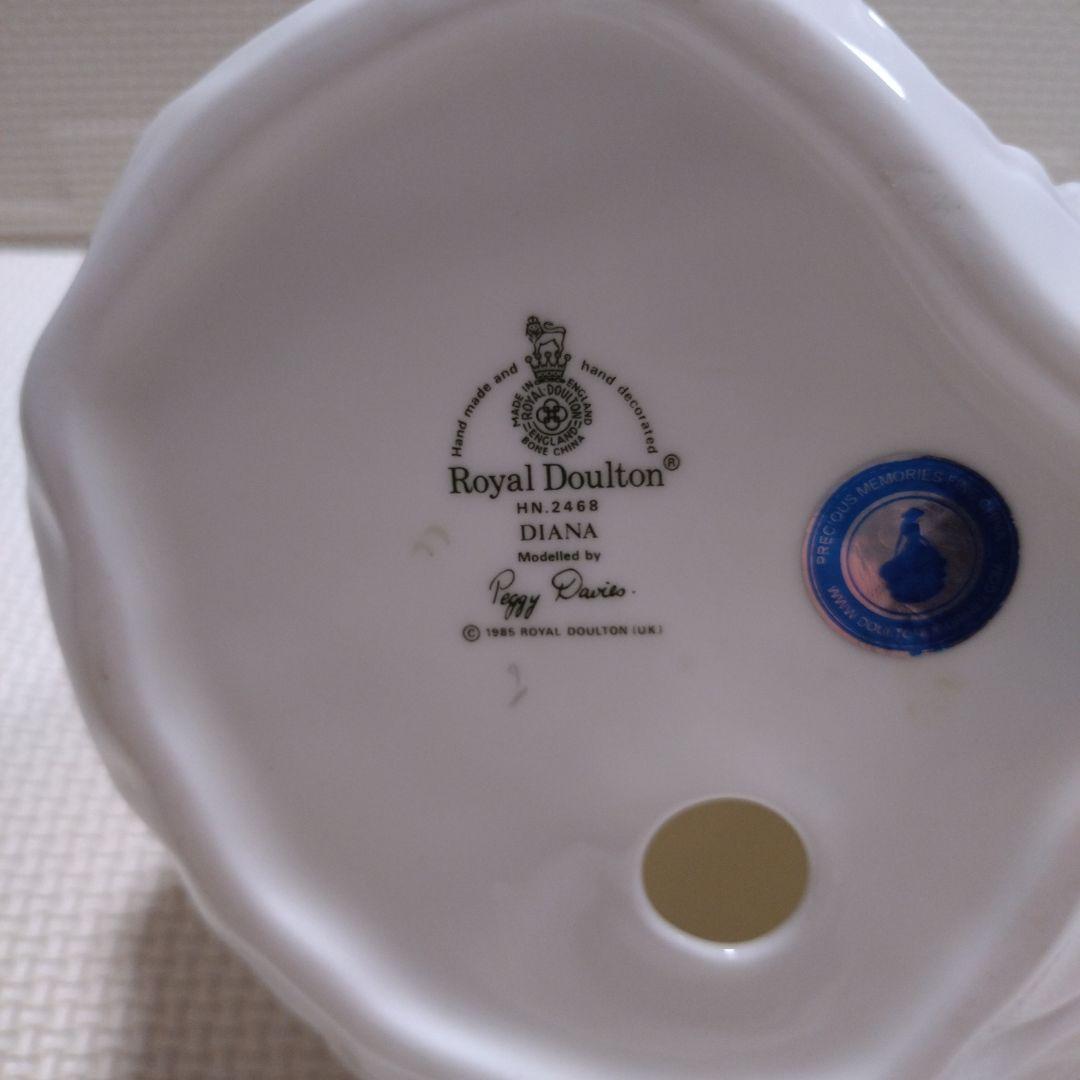 Hand made and hand decorated
MADE IN ENGLAND
ROYAL·DOULTON
ENGLAND
BONE CHINA
Royal Doulton®
HN.2468
DIANA
Modelled by
Peggy Davies.
© 1985 ROYAL DOULTON (U.K.)
PRECIOUS MEMORIES
WWW DOULTON